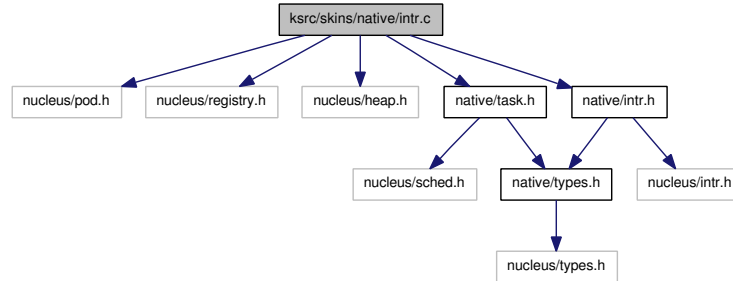 ksrc/skins/native/intr.c
nucleus/pod.h
nucleus/registry.h
nucleus/heap.h
native/task.h
native/intr.h
nucleus/sched.h
native/types.h
nucleus/intr.h
nucleus/types.h